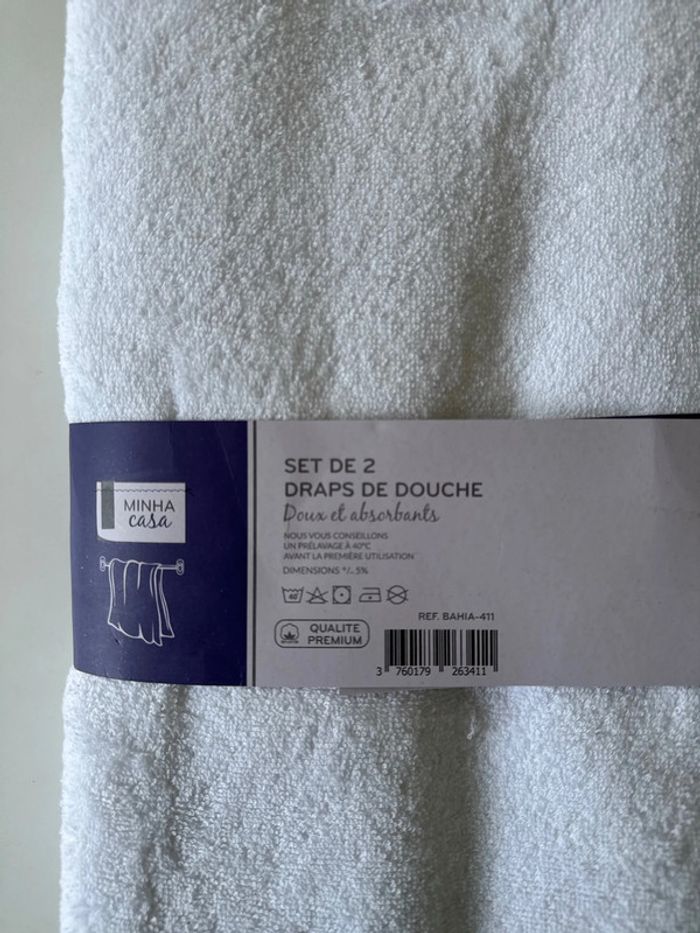 MINHA
casa
SET DE 2
DRAPS DE DOUCHE
Doux et absorbants
NOUS VOUS CONSEILLONS
UN PRÉLAVAGE À 40°C
AVANT LA PREMIÈRE UTILISATION
DIMENSIONS +/- 5%
60
REF. BAHIA-411
QUALITE
PREMIUM
3 760179 263411